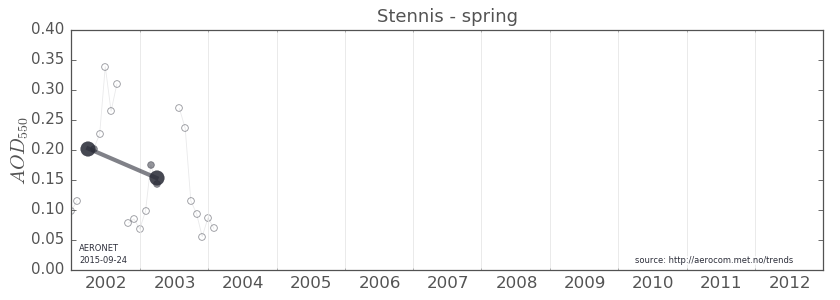 Stennis - spring
0.40
0.35
0.30
0.25
0.20
0.15
0.10
0.05
0.00
AOD550
AERONET
2015-09-24
source: http://aerocom.met.no/trends
2002 2003 2004 2005 2006 2007 2008 2009 2010 2011 2012